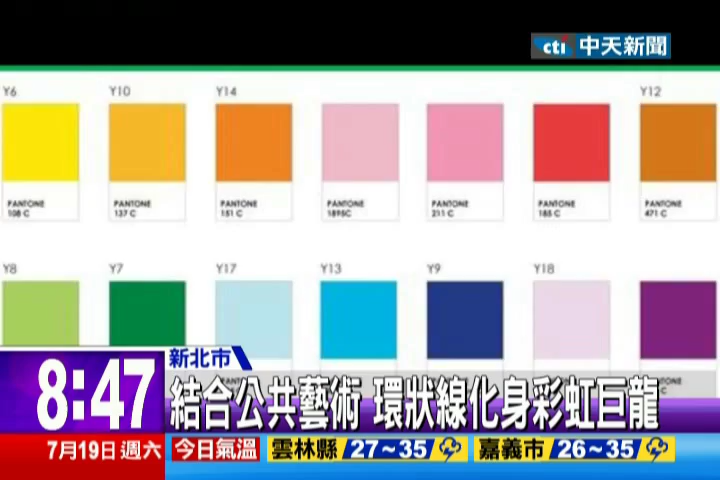 cti 中天新聞
Y6 Y10 Y14 Y12
PANTONE PANTONE PANTONE PANTONE PANTONE PANTONE PANTONE
108 C 137 C 151 C 1895C 211 C 185 C 471 C
Y8 Y7 Y17 Y13 Y9 Y18
新北市
8:47
結合公共藝術 環狀線化身彩虹巨龍
7月19日 週六 今日氣溫 雲林縣 27~35 嘉義市 26~35